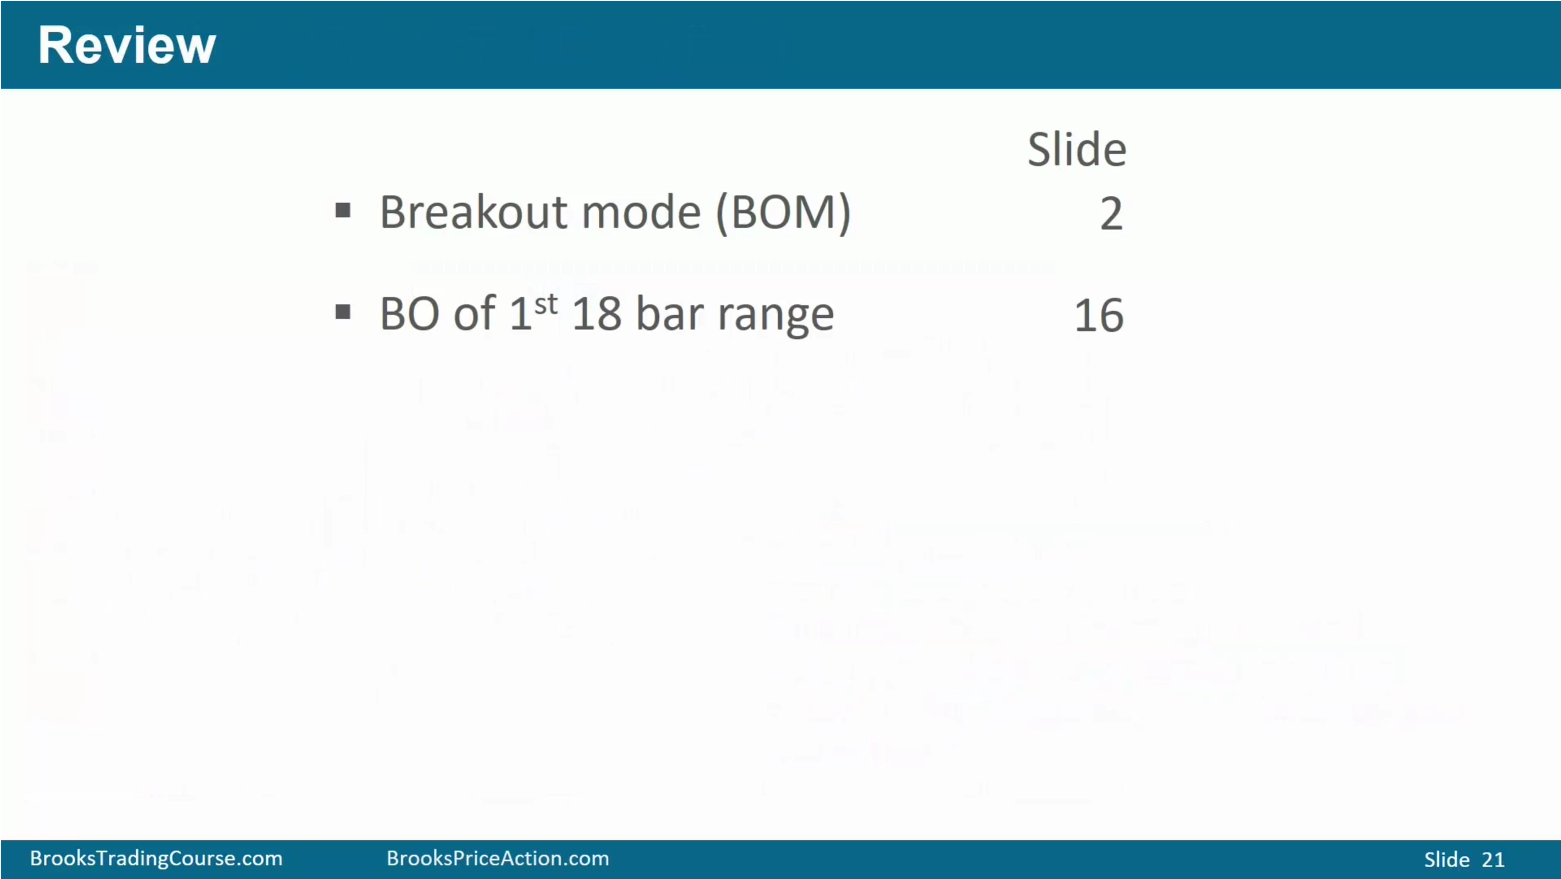 Review
Slide
▪ Breakout mode (BOM) 2
▪ BO of 1st 18 bar range 16
BrooksTradingCourse.com BrooksPriceAction.com Slide 21